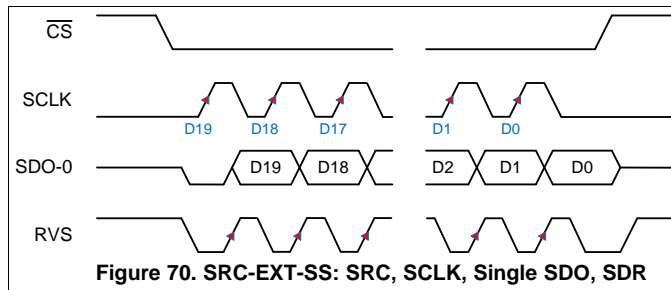 CS
SCLK
D19 D18 D17 D1 D0
SDO-0 D19 D18 D2 D1 D0
RVS
Figure 70. SRC-EXT-SS: SRC, SCLK, Single SDO, SDR